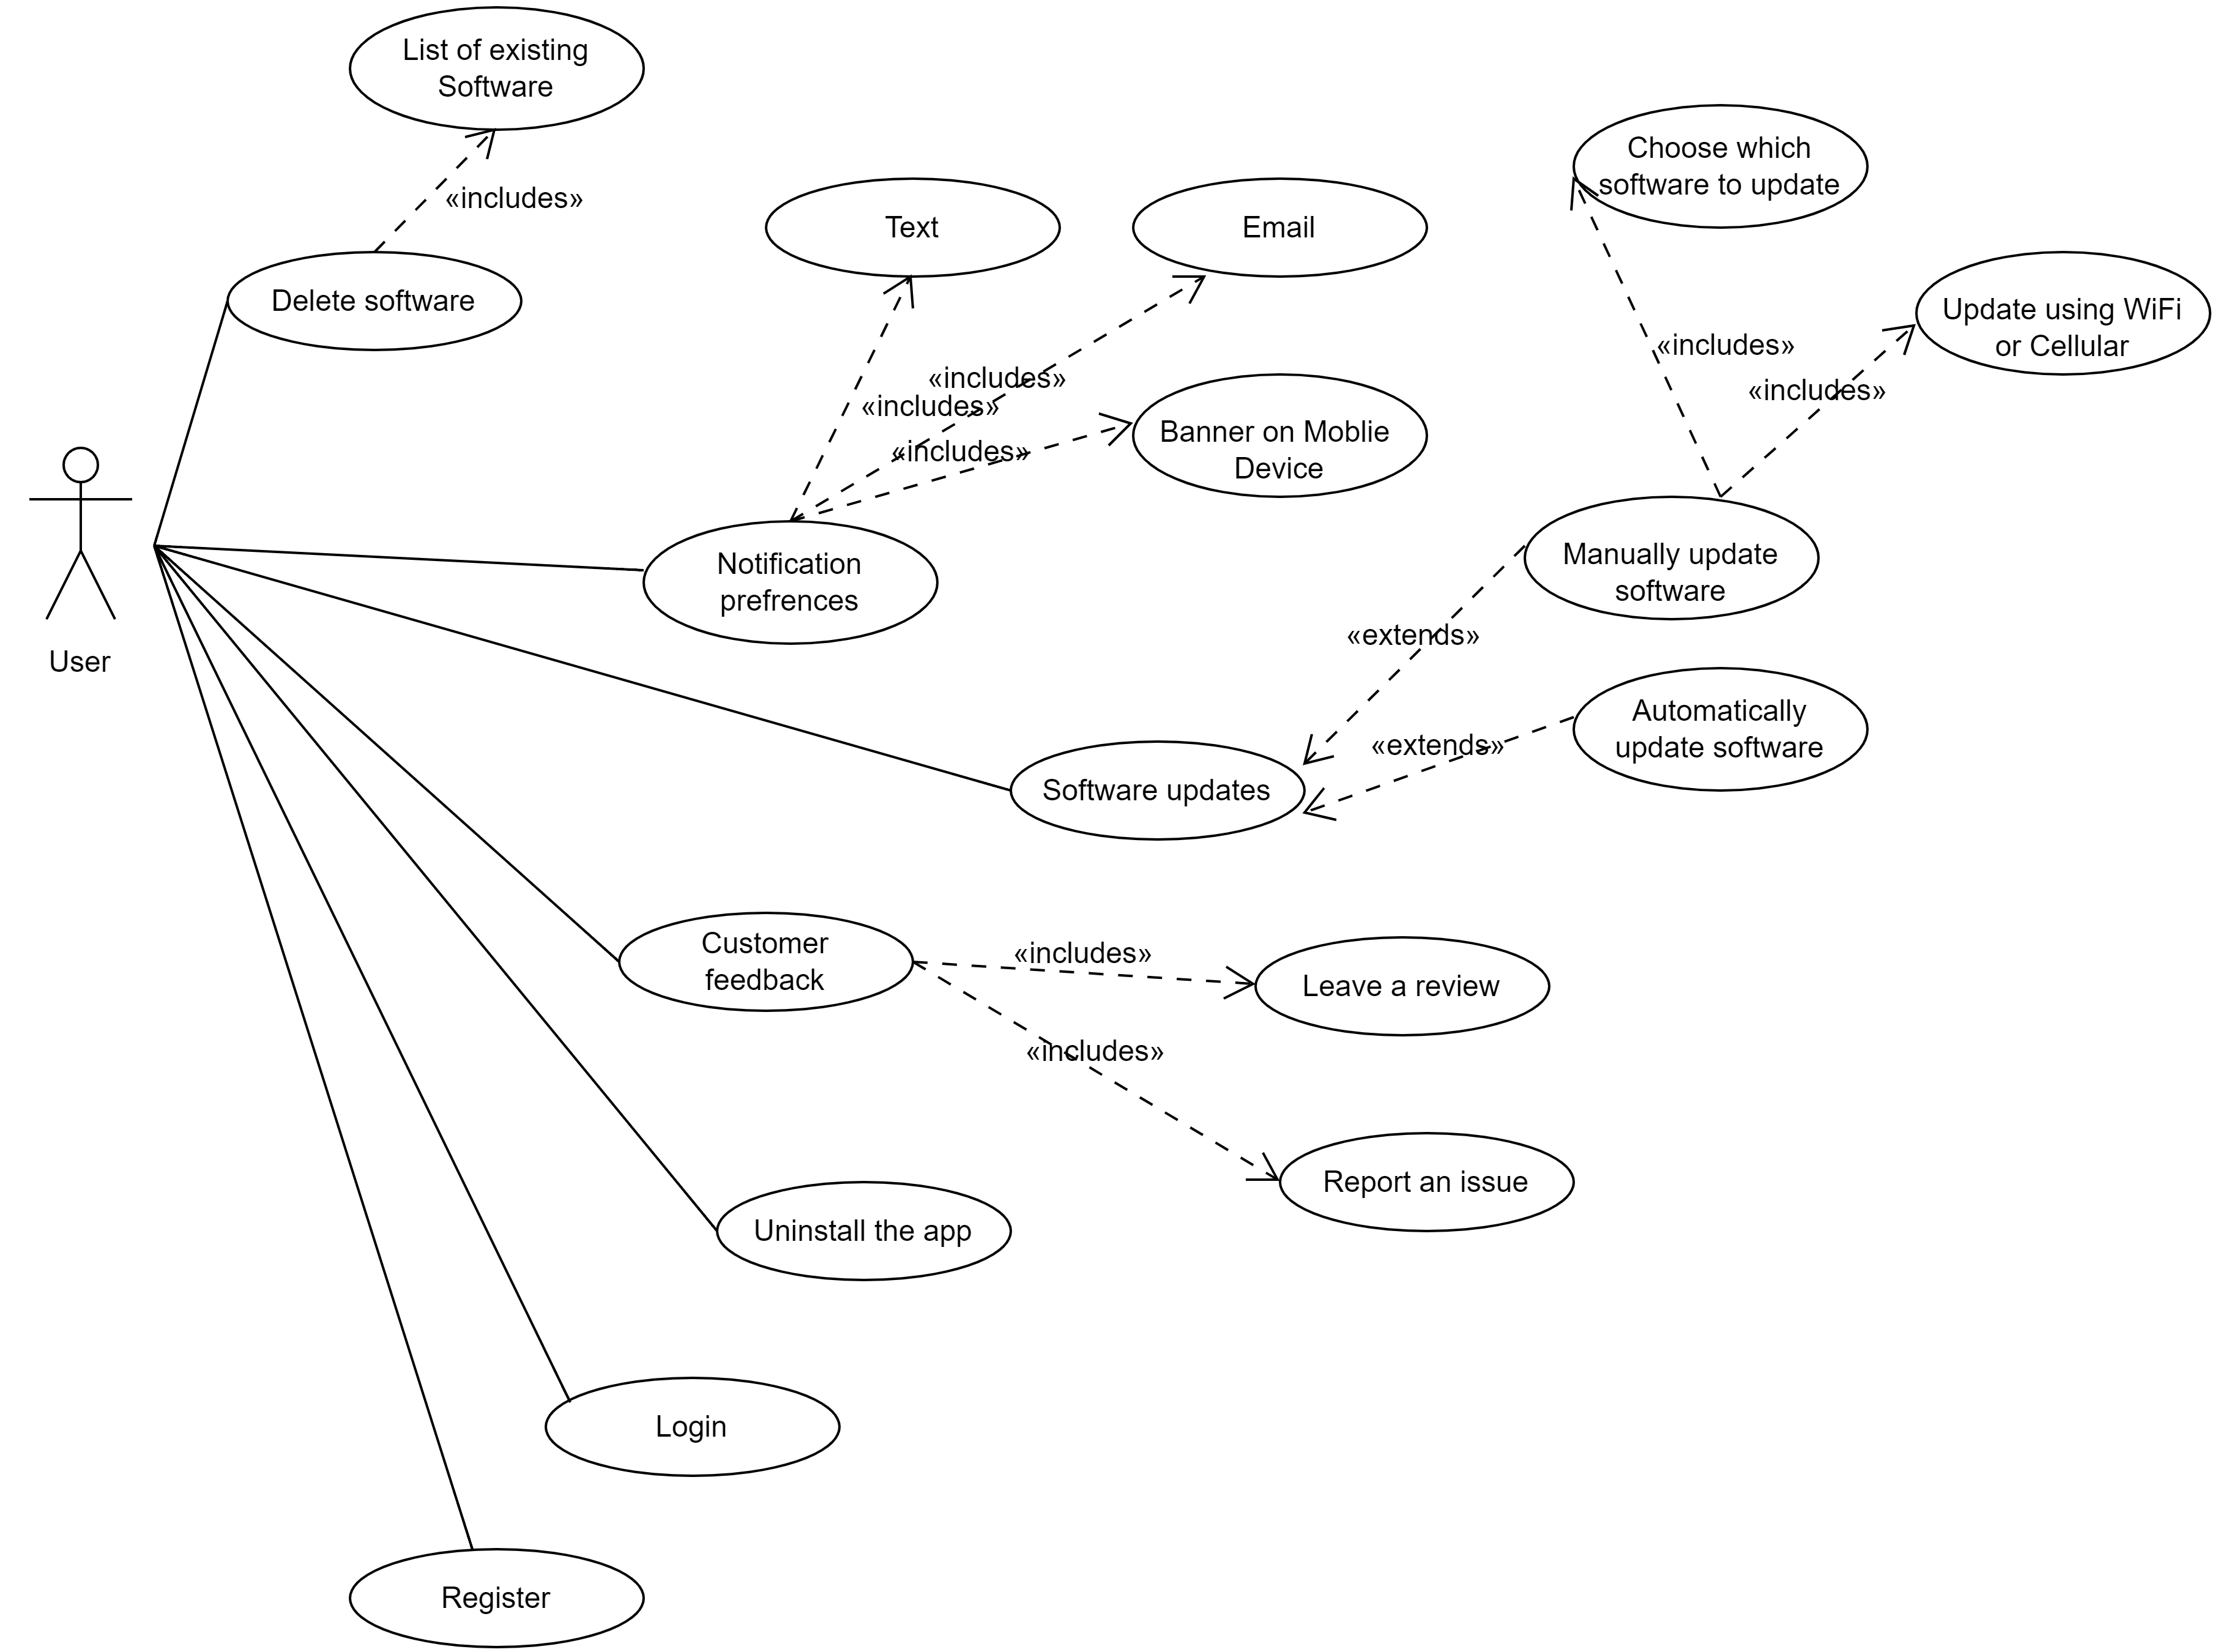 List of existing
Software
«includes»
Delete software
User
Text
Email
«includes»
«includes»
«includes»
Banner on Moblie
Device
Notification
prefrences
Choose which
software to update
Update using WiFi
or Cellular
«includes»
«includes»
Manually update
software
«extends»
Automatically
update software
«extends»
Software updates
Customer
feedback
«includes»
Leave a review
«includes»
Report an issue
Uninstall the app
Login
Register